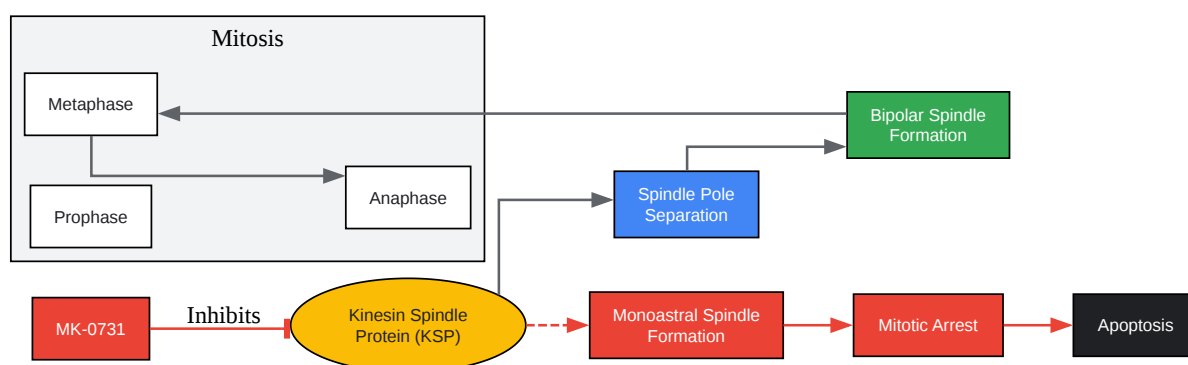 Mitosis
Metaphase
Bipolar Spindle
Formation
Prophase
Anaphase
Spindle Pole
Separation
MK-0731
Inhibits
Kinesin Spindle
Protein (KSP)
Monoastral Spindle
Formation
Mitotic Arrest
Apoptosis